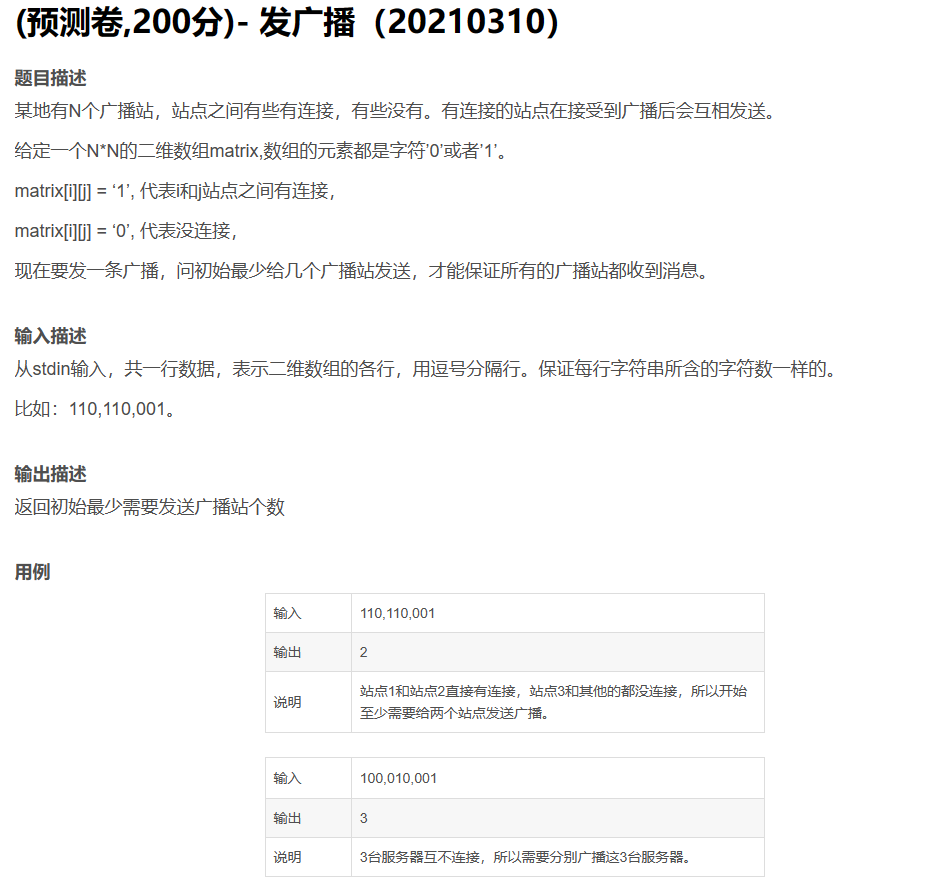 (预测卷,200分)- 发广播（20210310）
题目描述
某地有N个广播站，站点之间有些有连接，有些没有。有连接的站点在接受到广播后会互相发送。
给定一个N*N的二维数组matrix,数组的元素都是字符’0’或者’1’。
matrix[i][j] = ‘1’, 代表i和j站点之间有连接，
matrix[i][j] = ‘0’, 代表没连接，
现在要发一条广播，问初始最少给几个广播站发送，才能保证所有的广播站都收到消息。
输入描述
从stdin输入，共一行数据，表示二维数组的各行，用逗号分隔行。保证每行字符串所含的字符数一样的。
比如：110,110,001。
输出描述
返回初始最少需要发送广播站个数
用例
输入 110,110,001
输出 2
说明 站点1和站点2直接有连接，站点3和其他的都没连接，所以开始
至少需要给两个站点发送广播。
输入 100,010,001
输出 3
说明 3台服务器互不连接，所以需要分别广播这3台服务器。